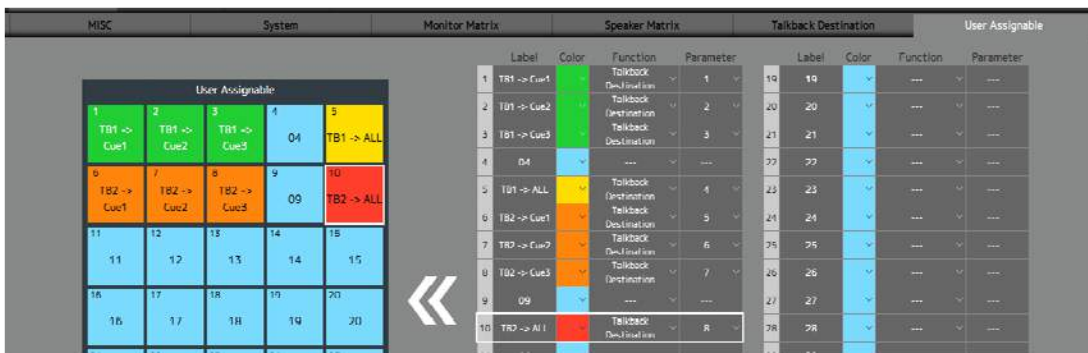 MISC System Monitor Matrix Speaker Matrix Talkback Destination User Assignable
User Assignable
1 2 3 4 5
TB1 -> Cue1 TB1 -> Cue2 TB1 -> Cue3 04 TB1 -> ALL
6 7 8 9 10
TB2 -> Cue1 TB2 -> Cue2 TB2 -> Cue3 09 TB2 -> ALL
11 12 13 14 15
11 12 13 14 15
16 17 18 19 20
16 17 18 19 20
Label Color Function Parameter
1 TB1 -> Cue1 Talkback Destination 1
2 TB1 -> Cue2 Talkback Destination 2
3 TB1 -> Cue3 Talkback Destination 3
4 04 --- ---
5 TB1 -> ALL Talkback Destination 4
6 TB2 -> Cue1 Talkback Destination 5
7 TB2 -> Cue2 Talkback Destination 6
8 TB2 -> Cue3 Talkback Destination 7
9 09 --- ---
10 TB2 -> ALL Talkback Destination 8
Label Color Function Parameter
19 19 --- ---
20 20 --- ---
21 21 --- ---
22 22 --- ---
23 23 --- ---
24 24 --- ---
25 25 --- ---
26 26 --- ---
27 27 --- ---
28 28 --- ---